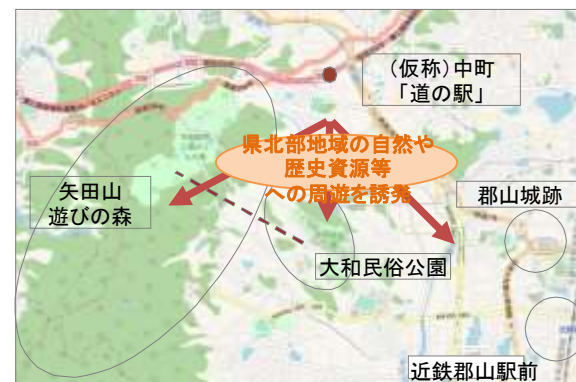 (仮称)中町
「道の駅」
県北部地域の自然や
歴史資源等
への周遊を誘発
矢田山
遊びの森
郡山城跡
大和民俗公園
近鉄郡山駅前